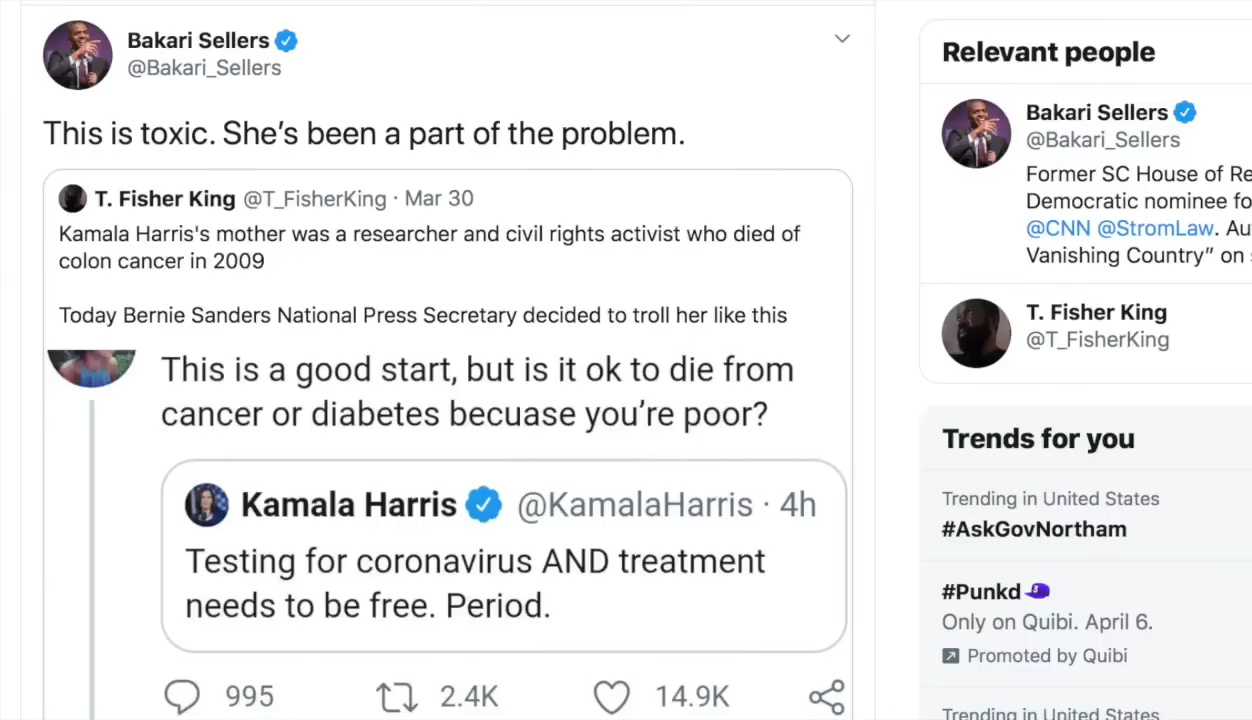 Bakari Sellers
@Bakari_Sellers
This is toxic. She's been a part of the problem.
T. Fisher King @T_FisherKing · Mar 30
Kamala Harris's mother was a researcher and civil rights activist who died of
colon cancer in 2009
Today Bernie Sanders National Press Secretary decided to troll her like this
This is a good start, but is it ok to die from
cancer or diabetes becuase you're poor?
Kamala Harris @KamalaHarris · 4h
Testing for coronavirus AND treatment
needs to be free. Period.
995 2.4K 14.9K
Relevant people
Bakari Sellers
@Bakari_Sellers
Former SC House of Re
Democratic nominee fo
@CNN @StromLaw. Au
Vanishing Country” on
T. Fisher King
@T_FisherKing
Trends for you
Trending in United States
#AskGovNortham
#Punkd
Only on Quibi. April 6.
Promoted by Quibi
Trending in United States